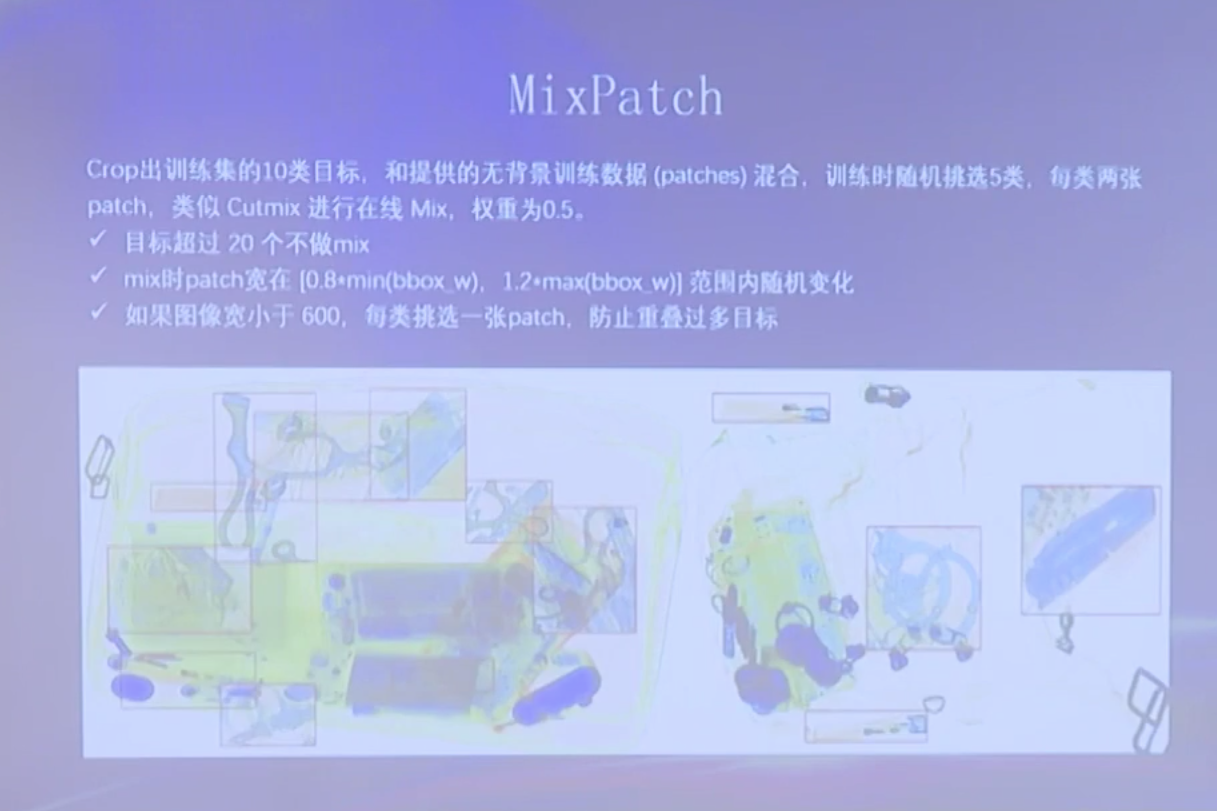 MixPatch
Crop出训练集的10类目标，和提供的无背景训练数据 (patches) 混合，训练时随机挑选5类，每类两张
patch，类似 Cutmix 进行在线 Mix，权重为0.5。
✓ 目标超过 20 个不做mix
✓ mix时patch宽在 [0.8*min(bbox_w)，1.2*max(bbox_w)] 范围内随机变化
✓ 如果图像宽小于 600，每类挑选一张patch，防止重叠过多目标